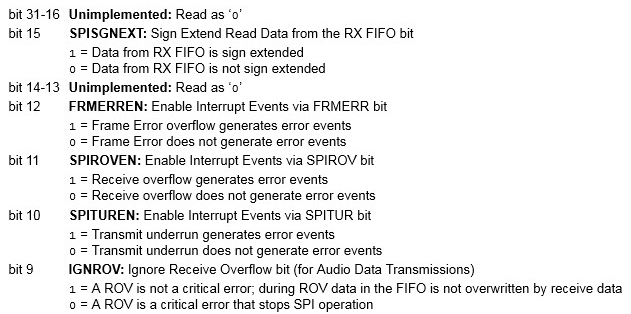 bit 31-16 Unimplemented: Read as ‘0’
bit 15 SPISGNEXT: Sign Extend Read Data from the RX FIFO bit
1 = Data from RX FIFO is sign extended
0 = Data from RX FIFO is not sign extended
bit 14-13 Unimplemented: Read as ‘0’
bit 12 FRMERREN: Enable Interrupt Events via FRMERR bit
1 = Frame Error overflow generates error events
0 = Frame Error does not generate error events
bit 11 SPIROVEN: Enable Interrupt Events via SPIROV bit
1 = Receive overflow generates error events
0 = Receive overflow does not generate error events
bit 10 SPITUREN: Enable Interrupt Events via SPITUR bit
1 = Transmit underrun generates error events
0 = Transmit underrun does not generate error events
bit 9 IGNROV: Ignore Receive Overflow bit (for Audio Data Transmissions)
1 = A ROV is not a critical error; during ROV data in the FIFO is not overwritten by receive data
0 = A ROV is a critical error that stops SPI operation